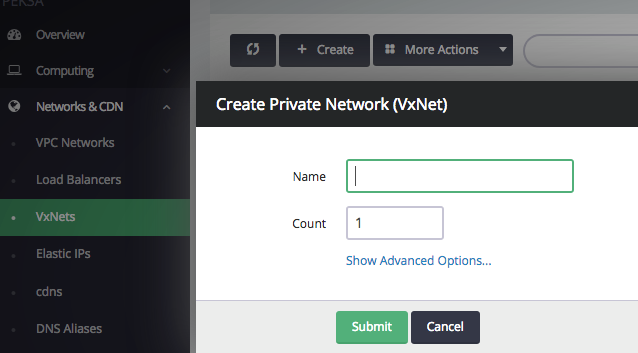 PEK3A
Overview
Computing
Networks & CDN
VPC Networks
Load Balancers
VxNets
Elastic IPs
cdns
DNS Aliases
+ Create
More Actions
Create Private Network (VxNet)
Name
Count 1
Show Advanced Options...
Submit Cancel